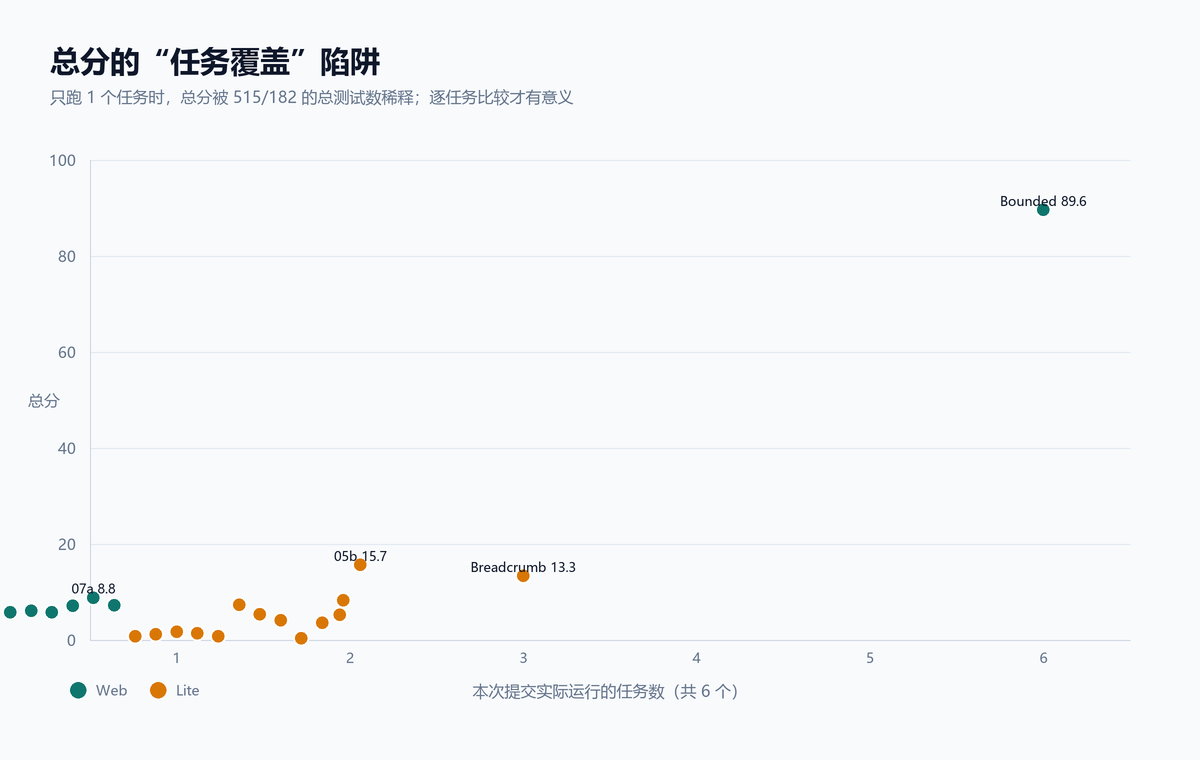 总分的“任务覆盖”陷阱
只跑 1 个任务时，总分被 515/182 的总测试数稀释；逐任务比较才有意义
100
Bounded 89.6
80
60
总分
40
20
05b 15.7
Breadcrumb 13.3
07a 8.8
0
1 2 3 4 5 6
Web Lite 本次提交实际运行的任务数（共 6 个）